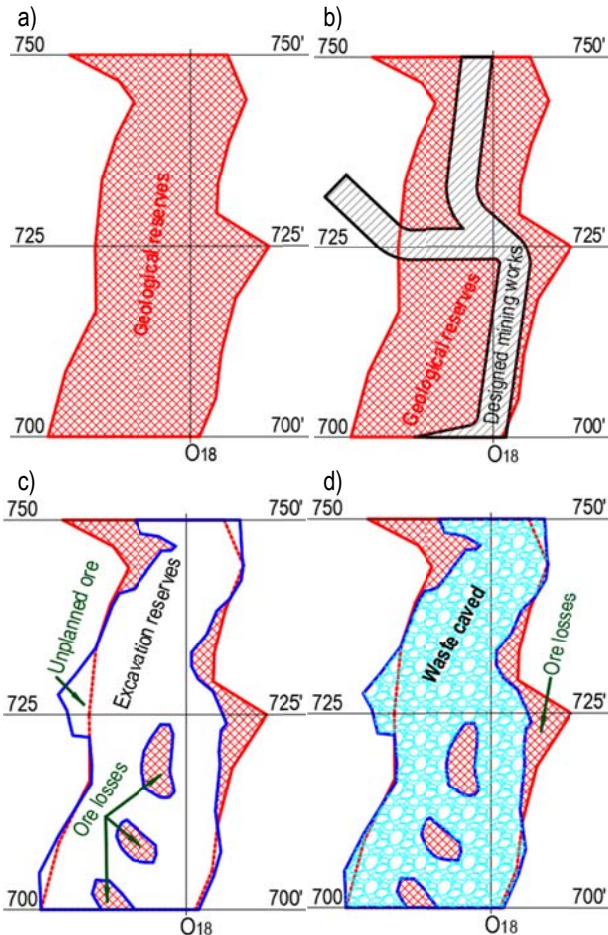 a)
750
750'
Geological reserves
725
725'
700
700'
O18
b)
750
750'
Geological reserves
Designed mining works
725
725'
700
700'
O18
c)
750
750'
Unplanned ore
Excavation reserves
725
725'
Ore losses
700
700'
O18
d)
750
750'
Waste caved
Ore losses
725
725'
700
700'
O18